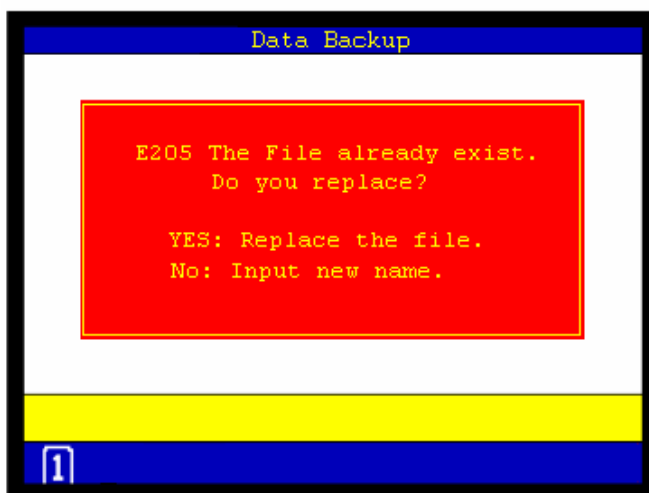 Data Backup
E205 The File already exist.
Do you replace?
YES: Replace the file.
No: Input new name.
1